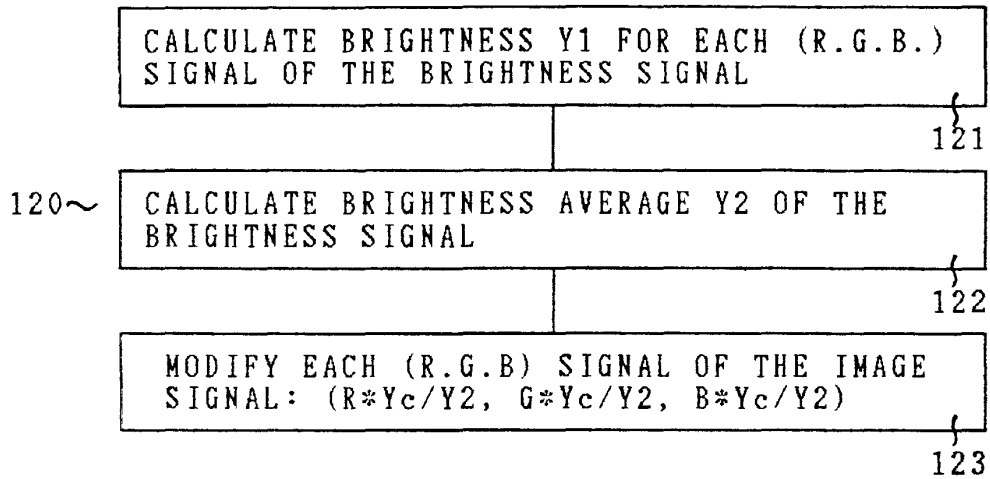 CALCULATE BRIGHTNESS Y1 FOR EACH (R.G.B.)
SIGNAL OF THE BRIGHTNESS SIGNAL
121
120~
CALCULATE BRIGHTNESS AVERAGE Y2 OF THE
BRIGHTNESS SIGNAL
122
MODIFY EACH (R.G.B) SIGNAL OF THE IMAGE
SIGNAL: (R*Yc/Y2, G*Yc/Y2, B*Yc/Y2)
123